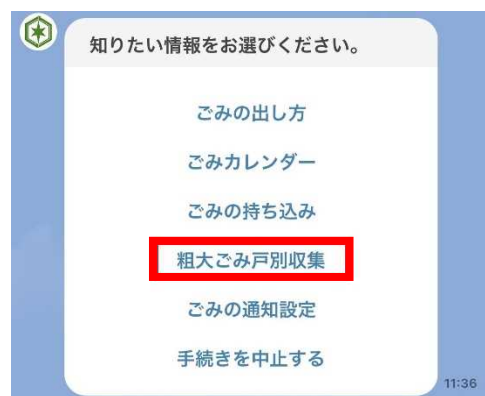 知りたい情報をお選びください。
ごみの出し方
ごみカレンダー
ごみの持ち込み
粗大ごみ戸別収集
ごみの通知設定
手続きを中止する
11:36